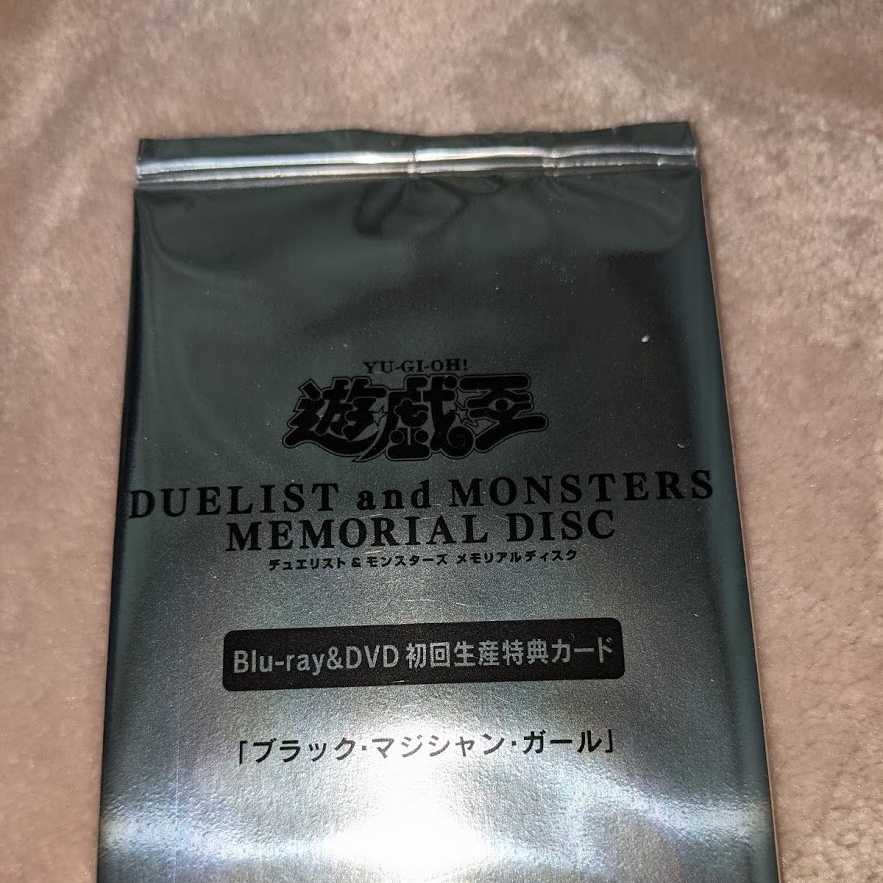 YU-GI-OH!
遊戯王
DUELIST and MONSTERS
MEMORIAL DISC
デュエリスト&モンスターズ メモリアルディスク
Blu-ray&DVD 初回生産特典カード
「ブラック・マジシャン・ガール」